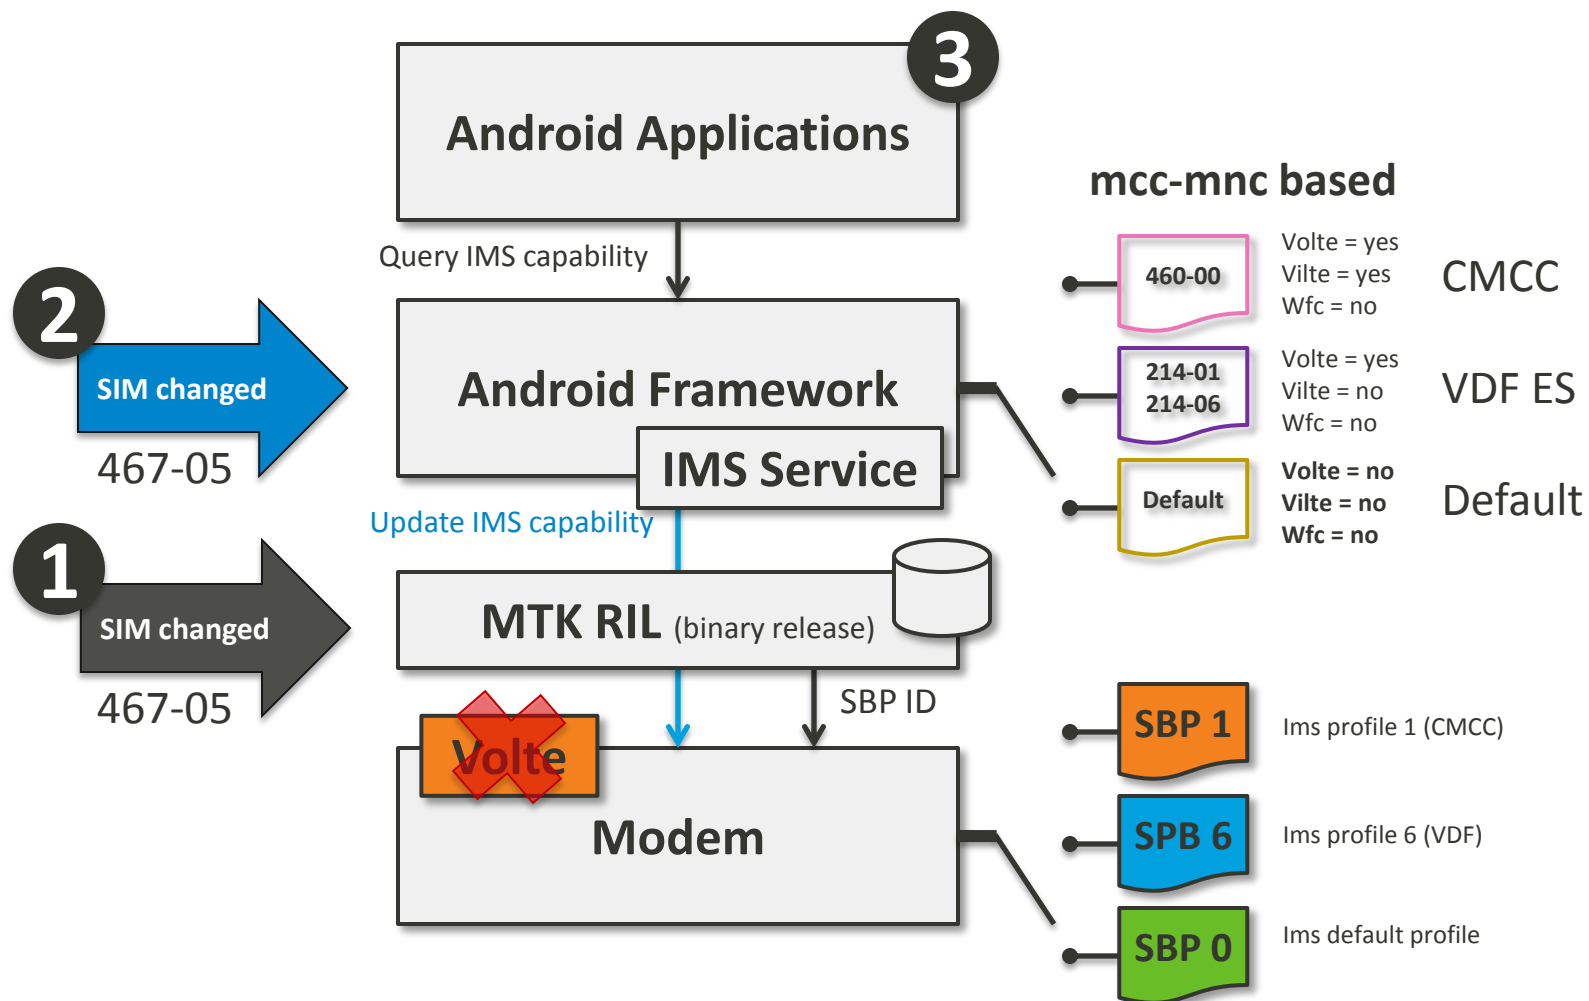 3
Android Applications
mcc-mnc based
Query IMS capability
460-00
Volte = yes
Vilte = yes
Wfc = no
CMCC
2
SIM changed
467-05
Android Framework
IMS Service
214-01
214-06
Volte = yes
Vilte = no
Wfc = no
VDF ES
Default
Volte = no
Vilte = no
Wfc = no
Default
Update IMS capability
1
SIM changed
467-05
MTK RIL (binary release)
SBP ID
Volte
Modem
SBP 1
Ims profile 1 (CMCC)
SPB 6
Ims profile 6 (VDF)
SBP 0
Ims default profile